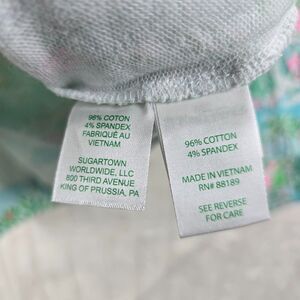 96% COTTON
4% SPANDEX
FABRIQUÉ AU
VIETNAM
SUGARTOWN
WORLDWIDE, LLC
800 THIRD AVENUE
KING OF PRUSSIA, PA
96% COTTON
4% SPANDEX
MADE IN VIETNAM
RN# 88189
SEE REVERSE
FOR CARE